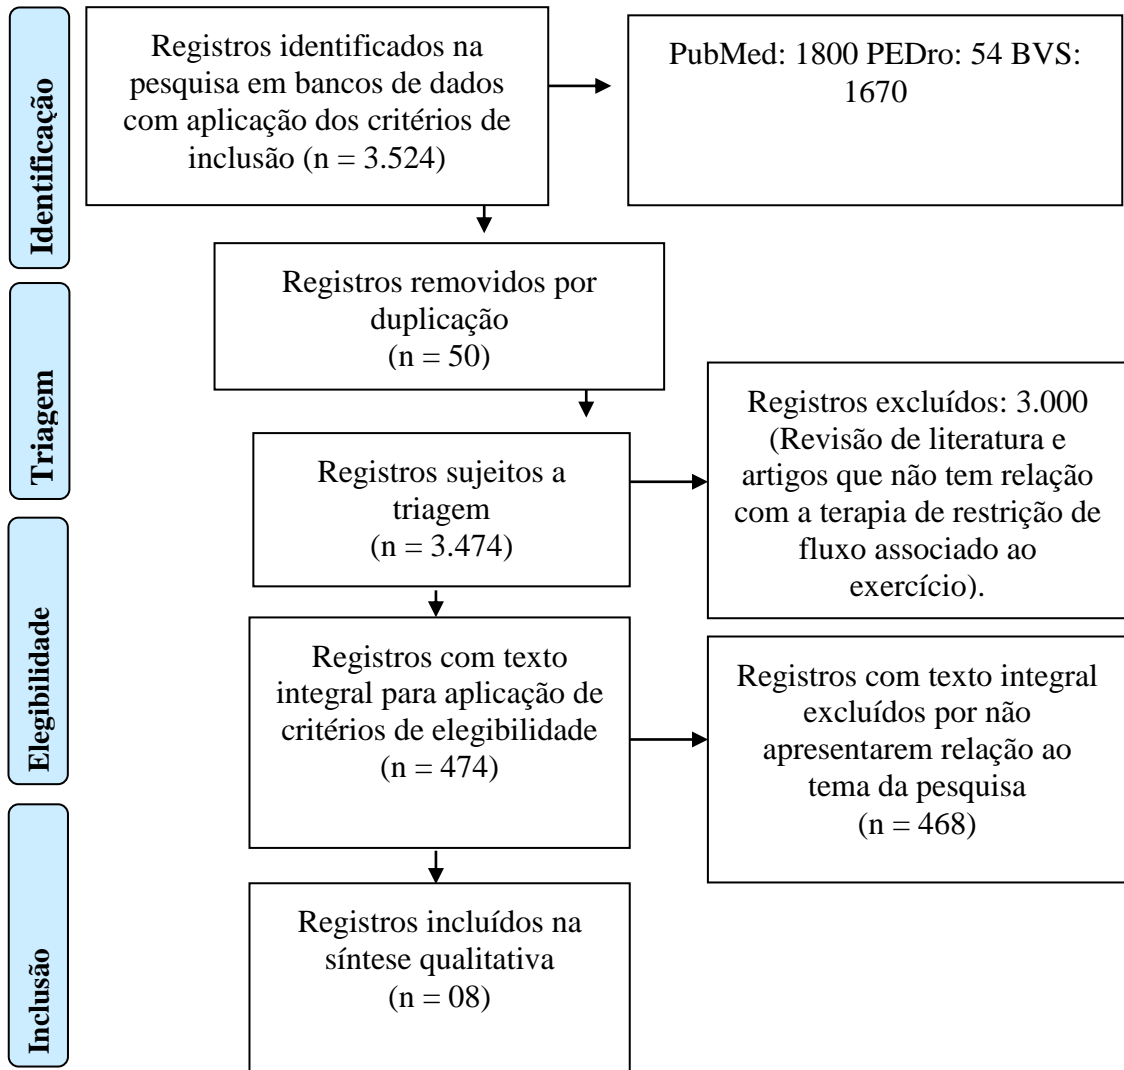 Identificação
Registros identificados na
pesquisa em bancos de dados
com aplicação dos critérios de
inclusão (n = 3.524)
PubMed: 1800 PEDro: 54 BVS:
1670
Triagem
Registros removidos por
duplicação
(n = 50)
Registros sujeitos a
triagem
(n = 3.474)
Registros excluídos: 3.000
(Revisão de literatura e
artigos que não tem relação
com a terapia de restrição de
fluxo associado ao
exercício).
Elegibilidade
Registros com texto
integral para aplicação de
critérios de elegibilidade
(n = 474)
Registros com texto integral
excluídos por não
apresentarem relação ao
tema da pesquisa
(n = 468)
Inclusão
Registros incluídos na
síntese qualitativa
(n = 08)